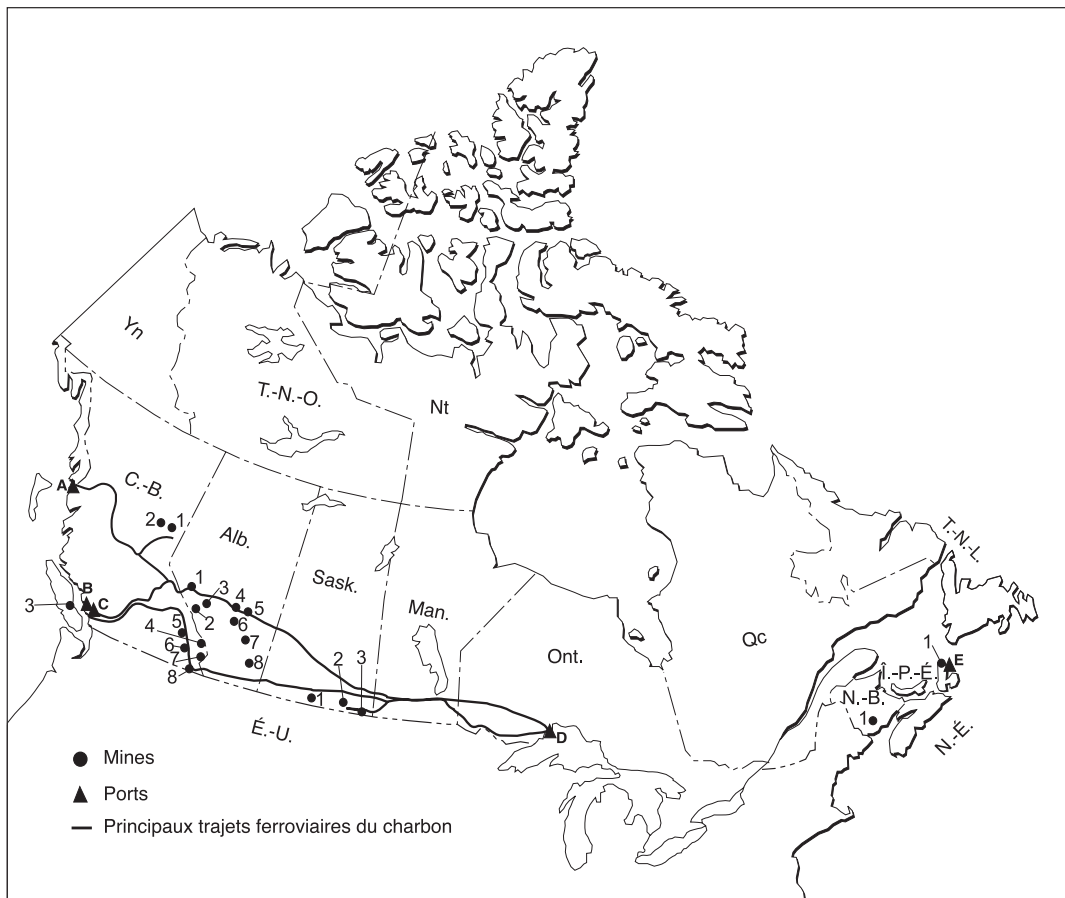 Yn
T.-N.-O.
Nt
A
C.-B.
2 1
Alb.
Sask.
Man.
T.-N.-L.
B
C
3
1
3
4
5
2
6
5
4
7
6
7
8
8
2
3
1
Ont.
Qc
1
E
Î.-P.-É.
N.-B.
1
N.-É.
D
É.-U.
Mines
Ports
Principaux trajets ferroviaires du charbon